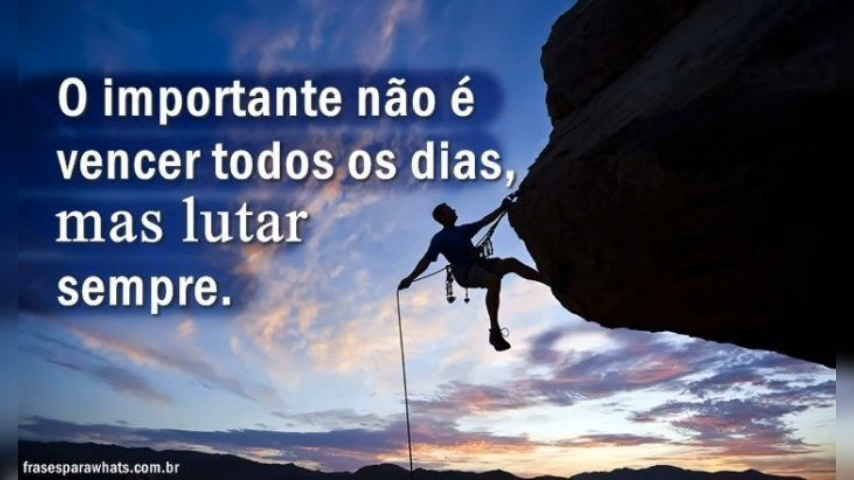 O importante não é
vencer todos os dias,
mas lutar
sempre.
frasesparawhats.com.br